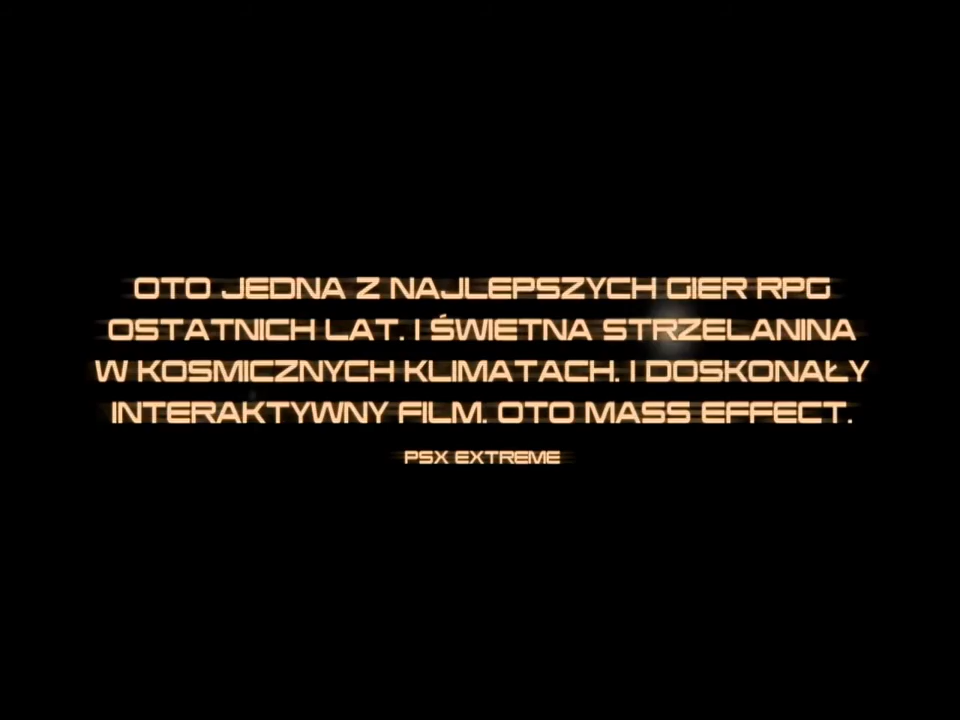 OTO JEDNA Z NAJLEPSZYCH GIER RPG
OSTATNICH LAT. I ŚWIETNA STRZELANINA
W KOSMICZNYCH KLIMATACH. I DOSKONAŁY
INTERAKTYWNY FILM. OTO MASS EFFECT.
PSX EXTREME